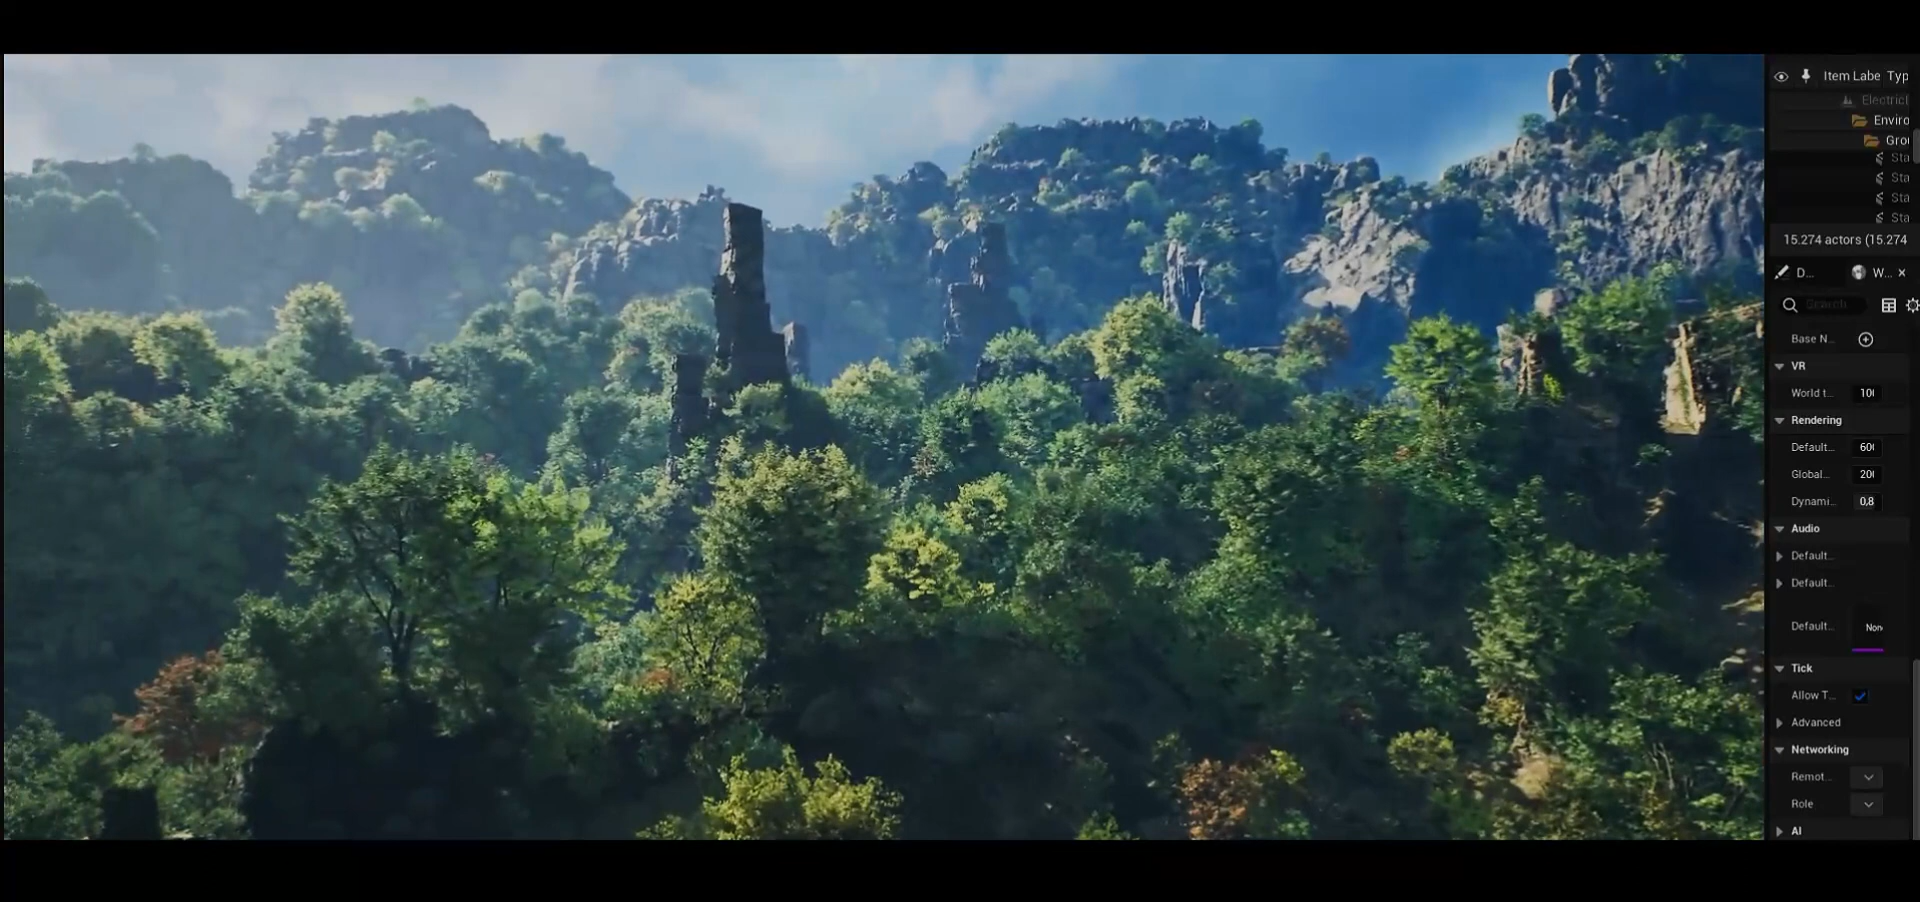 Item Labe Typ
Electricl
Enviro
Gro
Sta
Sta
Sta
Sta
15.274 actors (15.274
D...
W...
Search
Base N...
VR
World t...
10
Rendering
Default...
60
Global...
20
Dynami...
0,8
Audio
Default...
Default...
Default...
Non
Tick
Allow T...
Advanced
Networking
Remot...
Role
AI